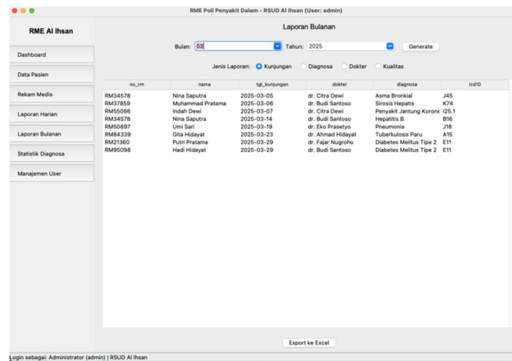 RME Poli Penyakit Dalam - RSUD Al Ihsan (User: admin)
RME Al Ihsan
Dashboard
Data Pasien
Rekam Medis
Laporan Harian
Laporan Bulanan
Statistik Diagnosa
Manajemen User
Laporan Bulanan
Bulan: 03 Tahun: 2025 Generate
Jenis Laporan: Kunjungan Diagnosa Dokter Kualitas
no_rm nama tgl_kunjungan dokter diagnosa icd10
RM34578 Nina Saputra 2025-03-05 dr. Citra Dewi Asma Bronkial J45
RM37859 Muhammad Pratama 2025-03-06 dr. Budi Santoso Sirosis Hepatis K74
RM55066 Indah Dewi 2025-03-07 dr. Citra Dewi Penyakit Jantung Korone I25.1
RM34578 Nina Saputra 2025-03-14 dr. Budi Santoso Hepatitis B B16
RM50897 Umi Sari 2025-03-19 dr. Eko Prasetyo Pneumonia J18
RM84339 Gita Hidayat 2025-03-23 dr. Ahmad Hidayat Tuberkulosis Paru A15
RM21360 Putri Pratama 2025-03-29 dr. Fajar Nugroho Diabetes Melitus Tipe 2 E11
RM95098 Hadi Hidayat 2025-03-29 dr. Budi Santoso Diabetes Melitus Tipe 2 E11
Export ke Excel
Login sebagai: Administrator (admin) | RSUD Al Ihsan